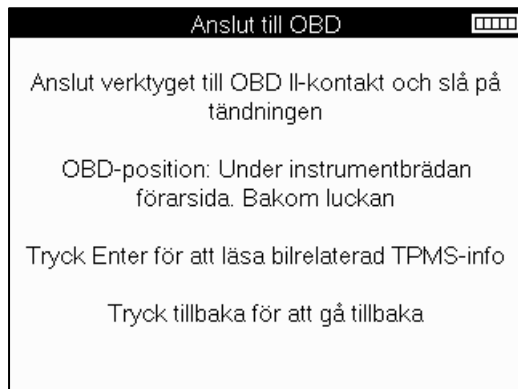 Anslut till OBD
Anslut verktyget till OBD II-kontakt och slå på
tändningen
OBD-position: Under instrumentbrädan
förarsida. Bakom luckan
Tryck Enter för att läsa bilrelaterad TPMS-info
Tryck tillbaka för att gå tillbaka